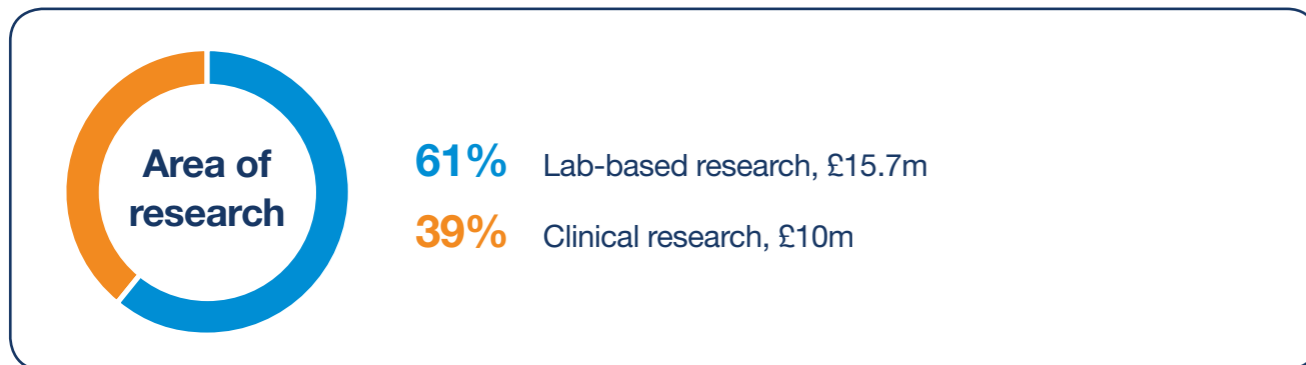 Area of
research
61% Lab-based research, £15.7m
39% Clinical research, £10m